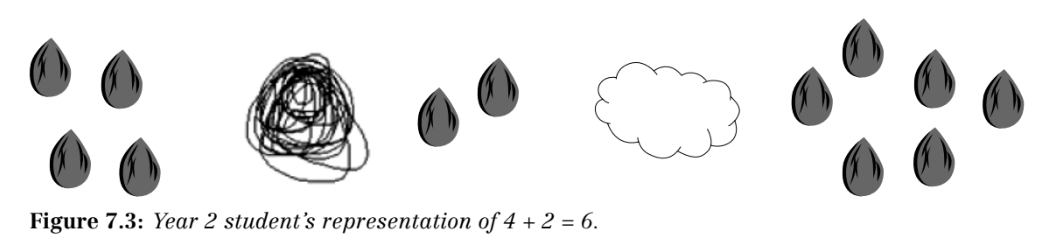 Figure 7.3: Year 2 student's representation of 4 + 2 = 6.